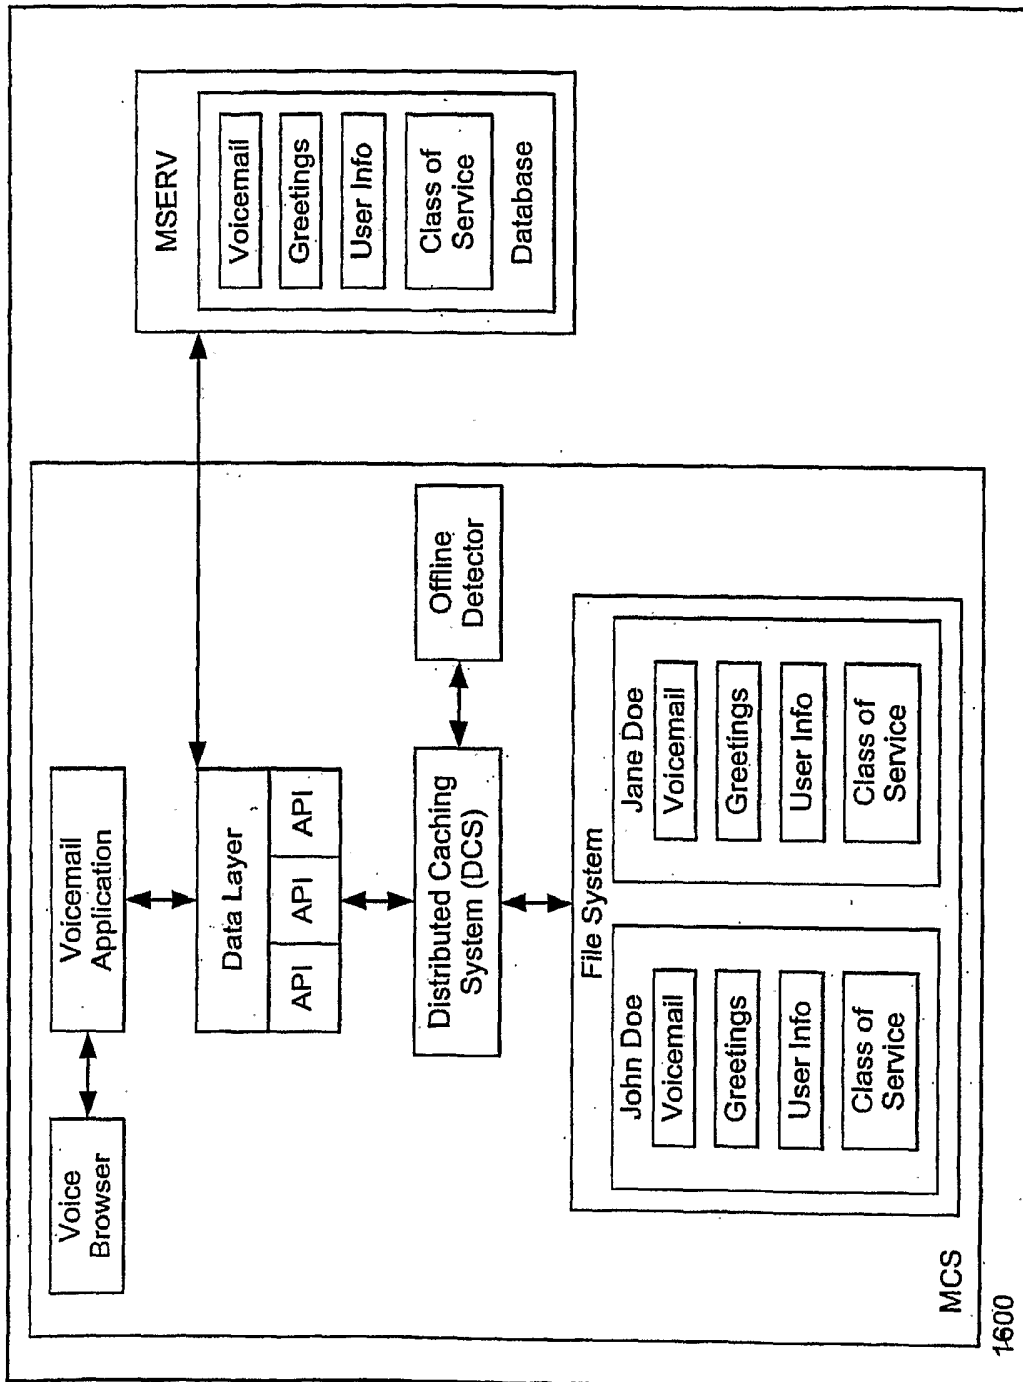 Voice
Browser
Voicemail
Application
Data Layer
API
API
API
Distributed Caching
System (DCS)
Offline
Detector
File System
John Doe
Voicemail
Greetings
User Info
Class of
Service
Jane Doe
Voicemail
Greetings
User Info
Class of
Service
MCS
MSERV
Voicemail
Greetings
User Info
Class of
Service
Database
1600